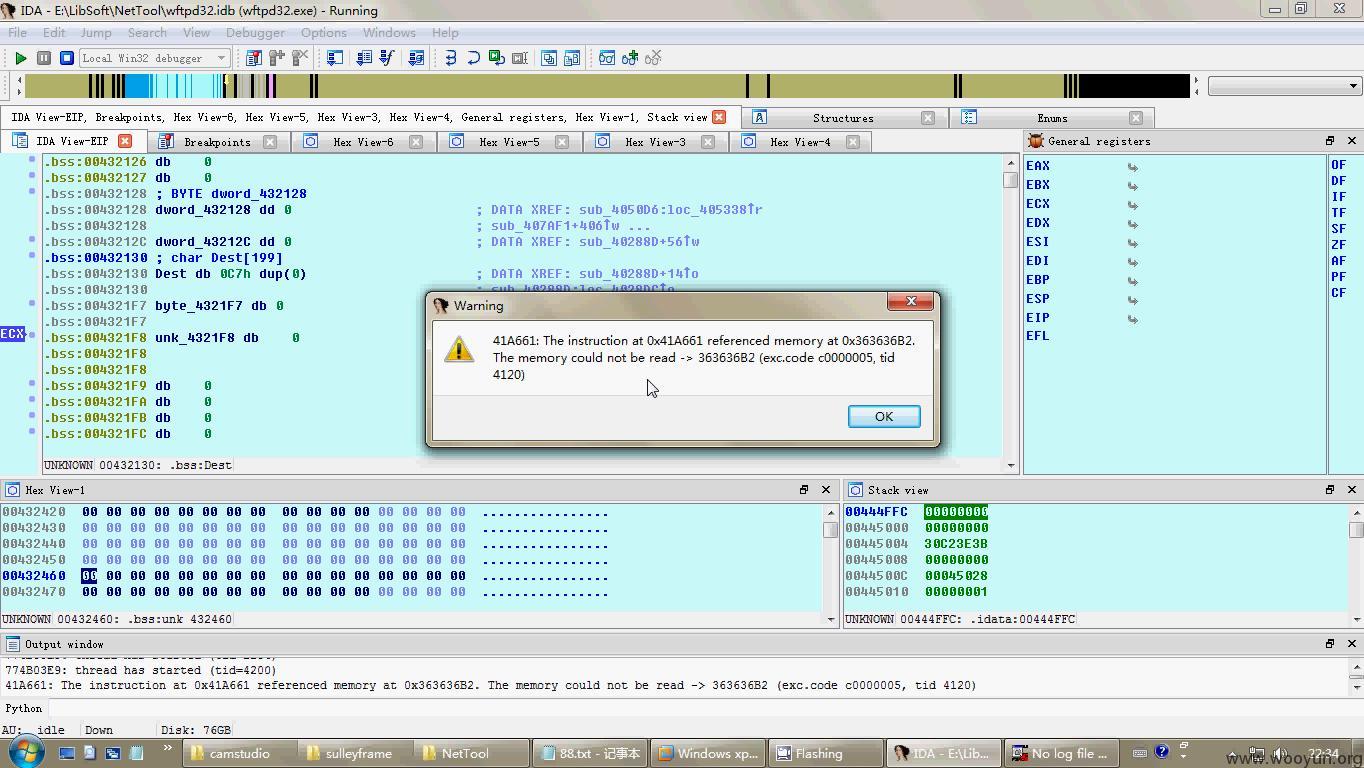 IDA - E:\LibSoft\NetTool\wftpd32.idb (wftpd32.exe) - Running
File Edit Jump Search View Debugger Options Windows Help
Local Win32 debugger
IDA View-EIP, Breakpoints, Hex View-6, Hex View-5, Hex View-3, Hex View-4, General registers, Hex View-1, Stack view
Structures
Enums
IDA View-EIP
Breakpoints
Hex View-6
Hex View-5
Hex View-3
Hex View-4
General registers
.bss:00432126 db 0
.bss:00432127 db 0
.bss:00432128 ; BYTE dword_432128
.bss:00432128 dword_432128 dd 0 ; DATA XREF: sub_4050D6:loc_405338↑r
.bss:00432128 ; sub_407AF1+406↑w ...
.bss:0043212C dword_43212C dd 0 ; DATA XREF: sub_40288D+56↑w
.bss:00432130 ; char Dest[199]
.bss:00432130 Dest db 0C7h dup(0) ; DATA XREF: sub_40288D+14↑o
.bss:00432130 ; sub_40288D:loc_4028DC↑o
.bss:004321F7 byte_4321F7 db 0
.bss:004321F7
ECX
.bss:004321F8 unk_4321F8 db 0
.bss:004321F8
.bss:004321F8
.bss:004321F9 db 0
.bss:004321FA db 0
.bss:004321FB db 0
.bss:004321FC db 0
UNKNOWN 00432130: .bss:Dest
EAX
EBX
ECX
EDX
ESI
EDI
EBP
ESP
EIP
EFL
OF
DF
IF
TF
SF
ZF
AF
PF
CF
Warning
41A661: The instruction at 0x41A661 referenced memory at 0x363636B2.
The memory could not be read -> 363636B2 (exc.code c0000005, tid
4120)
OK
Hex View-1
00432420 00 00 00 00 00 00 00 00 00 00 00 00 00 00 00 00 ................
00432430 00 00 00 00 00 00 00 00 00 00 00 00 00 00 00 00 ................
00432440 00 00 00 00 00 00 00 00 00 00 00 00 00 00 00 00 ................
00432450 00 00 00 00 00 00 00 00 00 00 00 00 00 00 00 00 ................
00432460 00 00 00 00 00 00 00 00 00 00 00 00 00 00 00 00 ................
00432470 00 00 00 00 00 00 00 00 00 00 00 00 00 00 00 00 ................
UNKNOWN 00432460: .bss:unk_432460
Stack view
00444FFC 00000000
00445000 00000000
00445004 30C23E3B
00445008 00000000
0044500C 00045028
00445010 00000001
UNKNOWN 00444FFC: .idata:00444FFC
Output window
774B03E9: thread has started (tid=4200)
41A661: The instruction at 0x41A661 referenced memory at 0x363636B2. The memory could not be read -> 363636B2 (exc.code c0000005, tid 4120)
Python
AU: idle Down Disk: 76GB
camstudio
sulleyframe
NetTool
88.txt - 记事本
Windows xp...
Flashing
IDA - E:\Lib...
No log file ...
22:34
www.wooyun.org